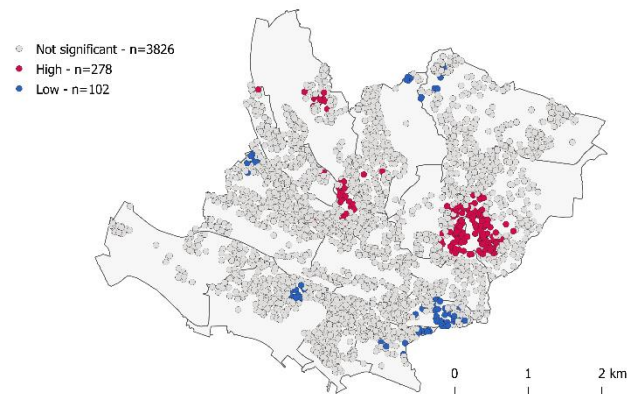 Not significant - n=3826
High - n=278
Low - n=102
0 1 2 km